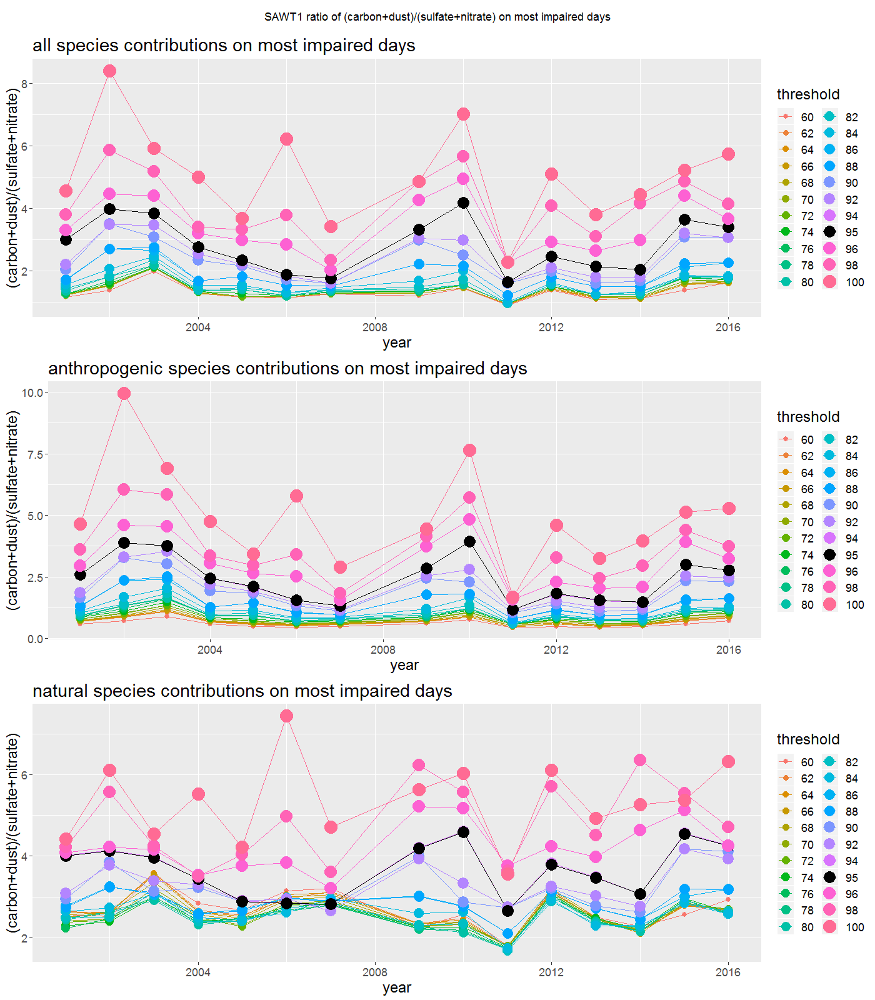 SAWT1 ratio of (carbon+dust)/(sulfate+nitrate) on most impaired days
all species contributions on most impaired days
(carbon+dust)/(sulfate+nitrate)
8
6
4
2
2004 2008 2012 2016
year
threshold
60 82
62 84
64 86
66 88
68 90
70 92
72 94
74 95
76 96
78 98
80 100
anthropogenic species contributions on most impaired days
(carbon+dust)/(sulfate+nitrate)
10.0
7.5
5.0
2.5
0.0
2004 2008 2012 2016
year
threshold
60 82
62 84
64 86
66 88
68 90
70 92
72 94
74 95
76 96
78 98
80 100
natural species contributions on most impaired days
(carbon+dust)/(sulfate+nitrate)
6
4
2
2004 2008 2012 2016
year
threshold
60 82
62 84
64 86
66 88
68 90
70 92
72 94
74 95
76 96
78 98
80 100